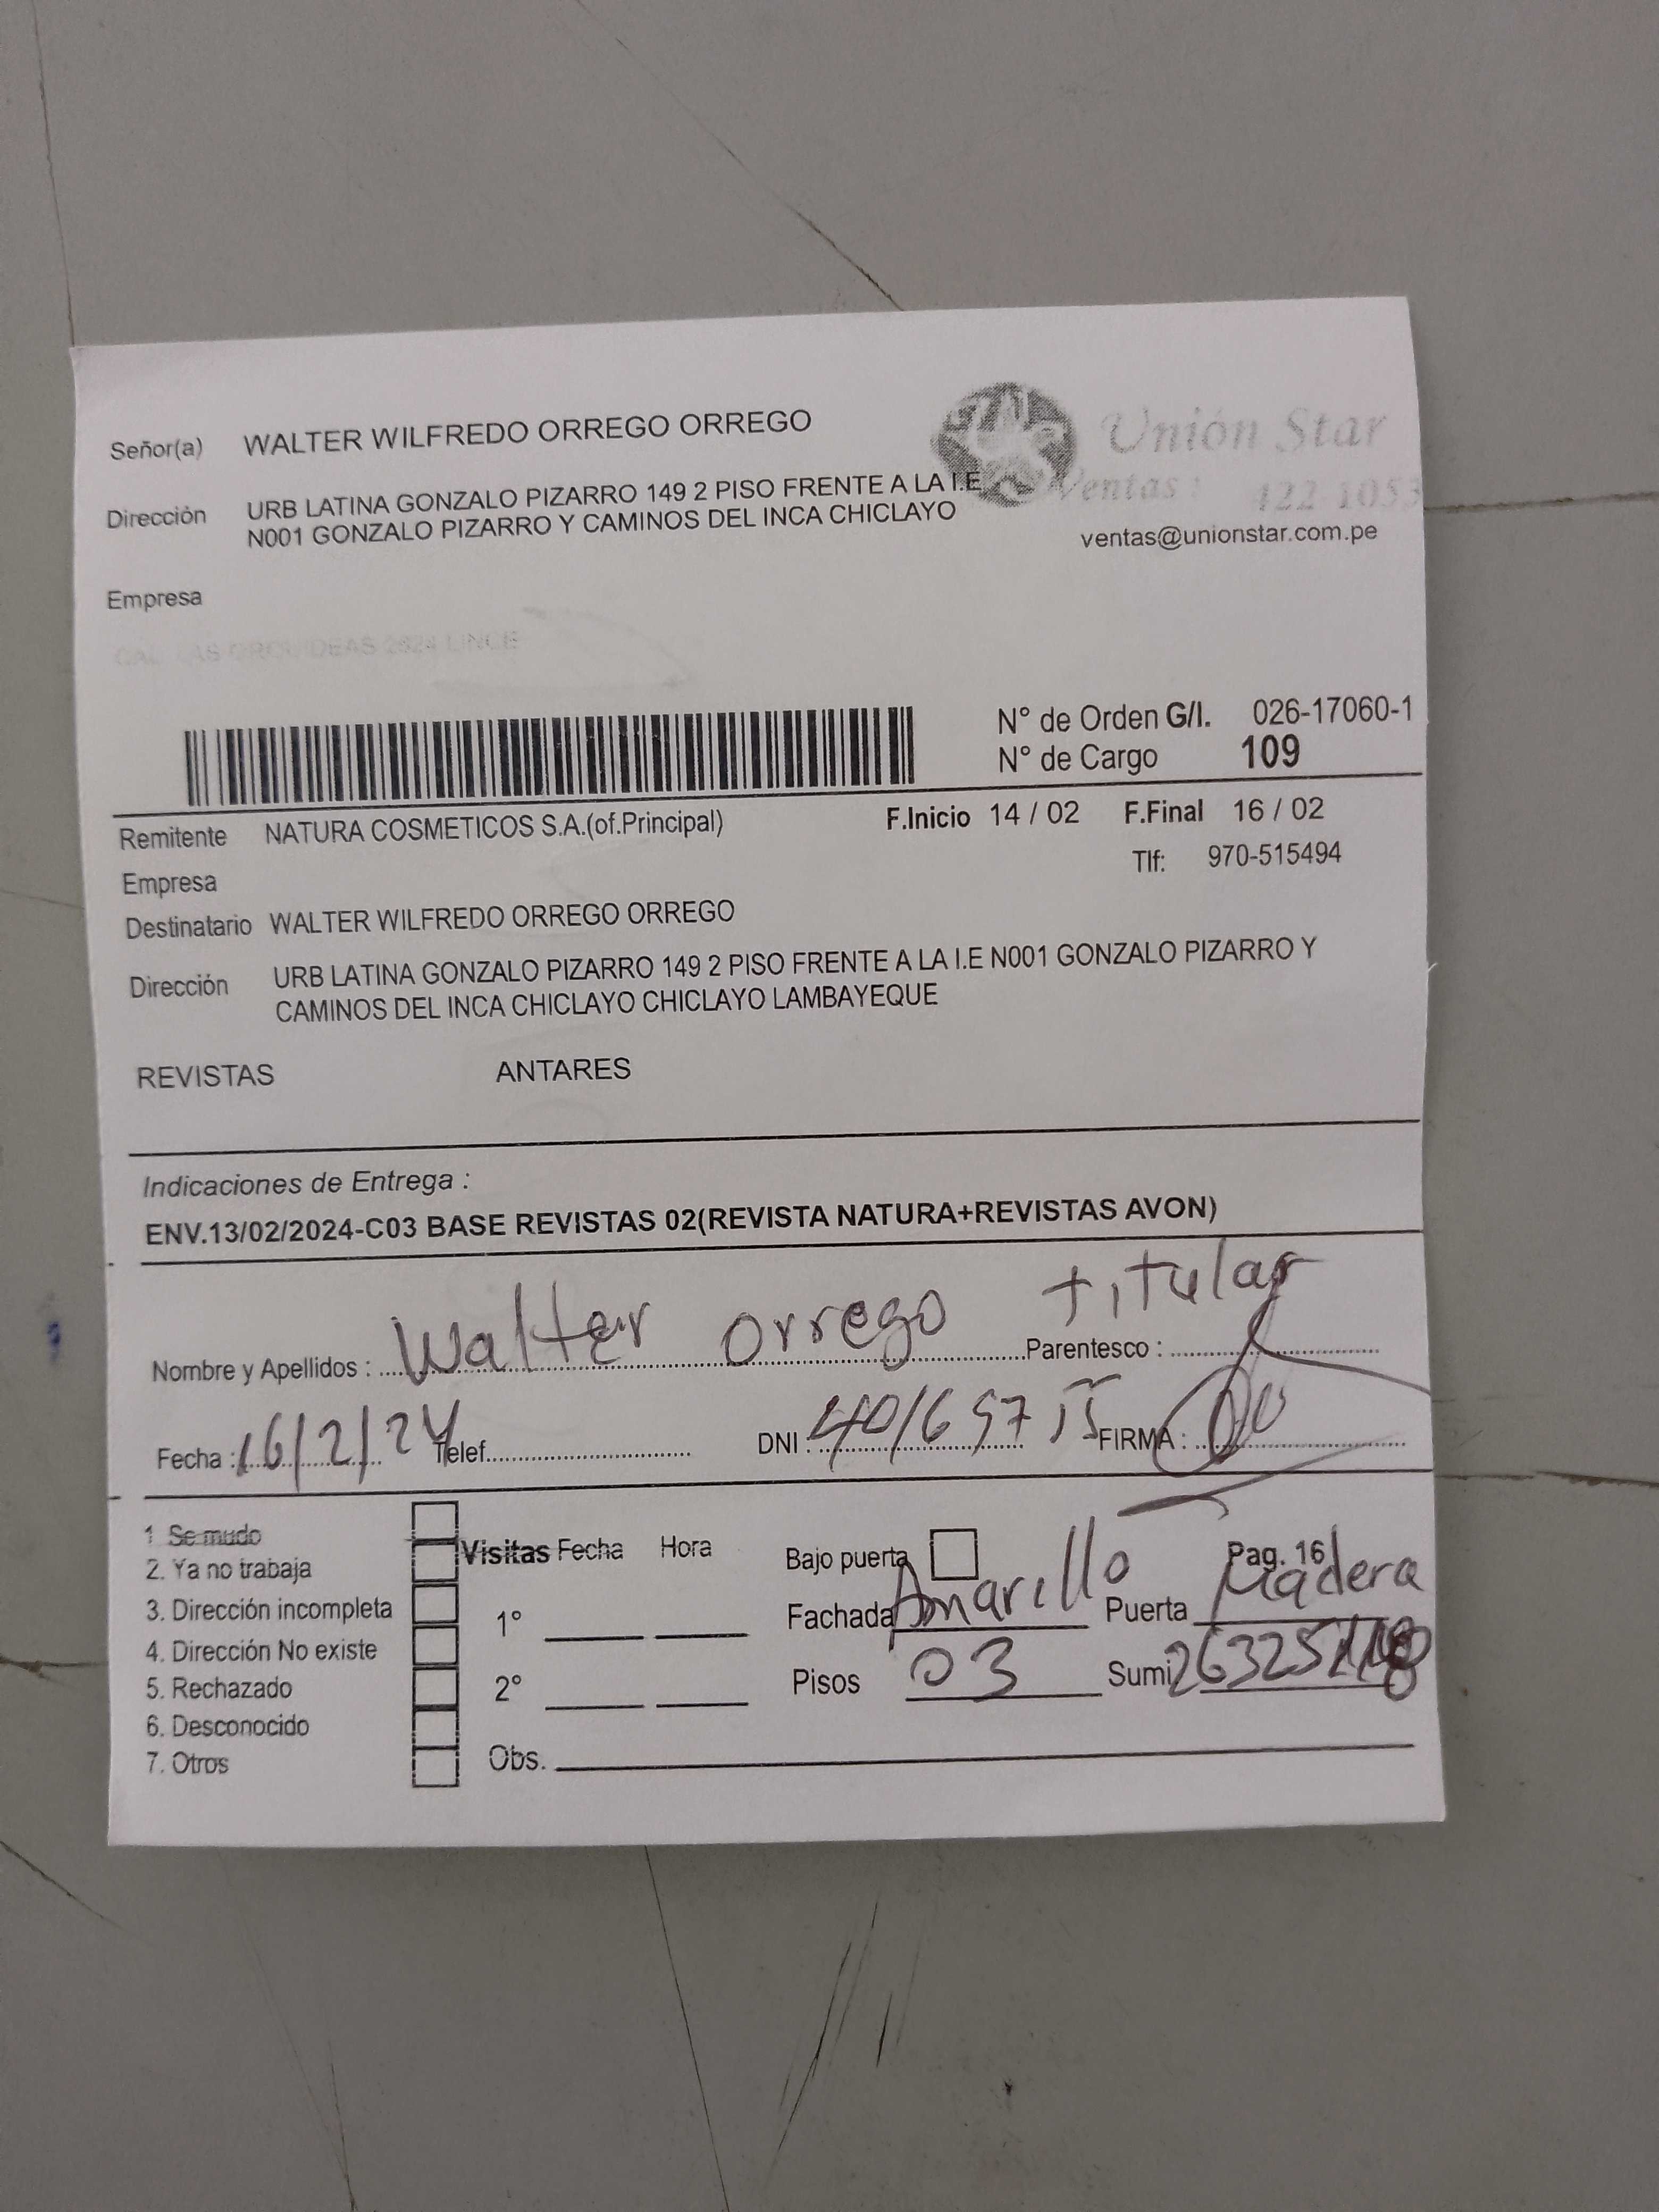 Señor(a) WALTER WILFREDO ORREGO ORREGO
Unión Star
Dirección URB LATINA GONZALO PIZARRO 149 2 PISO FRENTE A LA I.E
N001 GONZALO PIZARRO Y CAMINOS DEL INCA CHICLAYO
Ventas : 422 1053
ventas@unionstar.com.pe
Empresa
2624 LINCE
N° de Orden G/I. 026-17060-1
N° de Cargo 109
Remitente NATURA COSMETICOS S.A.(of.Principal) F.Inicio 14 / 02 F.Final 16 / 02
Tlf: 970-515494
Empresa
Destinatario WALTER WILFREDO ORREGO ORREGO
Dirección URB LATINA GONZALO PIZARRO 149 2 PISO FRENTE A LA I.E N001 GONZALO PIZARRO Y
CAMINOS DEL INCA CHICLAYO CHICLAYO LAMBAYEQUE
REVISTAS ANTARES
Indicaciones de Entrega :
ENV.13/02/2024-C03 BASE REVISTAS 02(REVISTA NATURA+REVISTAS AVON)
Nombre y Apellidos : Walter Orrego Parentesco : titular
Fecha : 16/2/24 Telef. DNI : FIRMA :
1 Se mudo
2. Ya no trabaja
3. Dirección incompleta
4. Dirección No existe
5. Rechazado
6. Desconocido
7. Otros
Visitas Fecha Hora
1°
2°
Obs.
Bajo puerta Pag. 16
Fachada Amarillo Puerta Madera
Pisos 03 Sumi